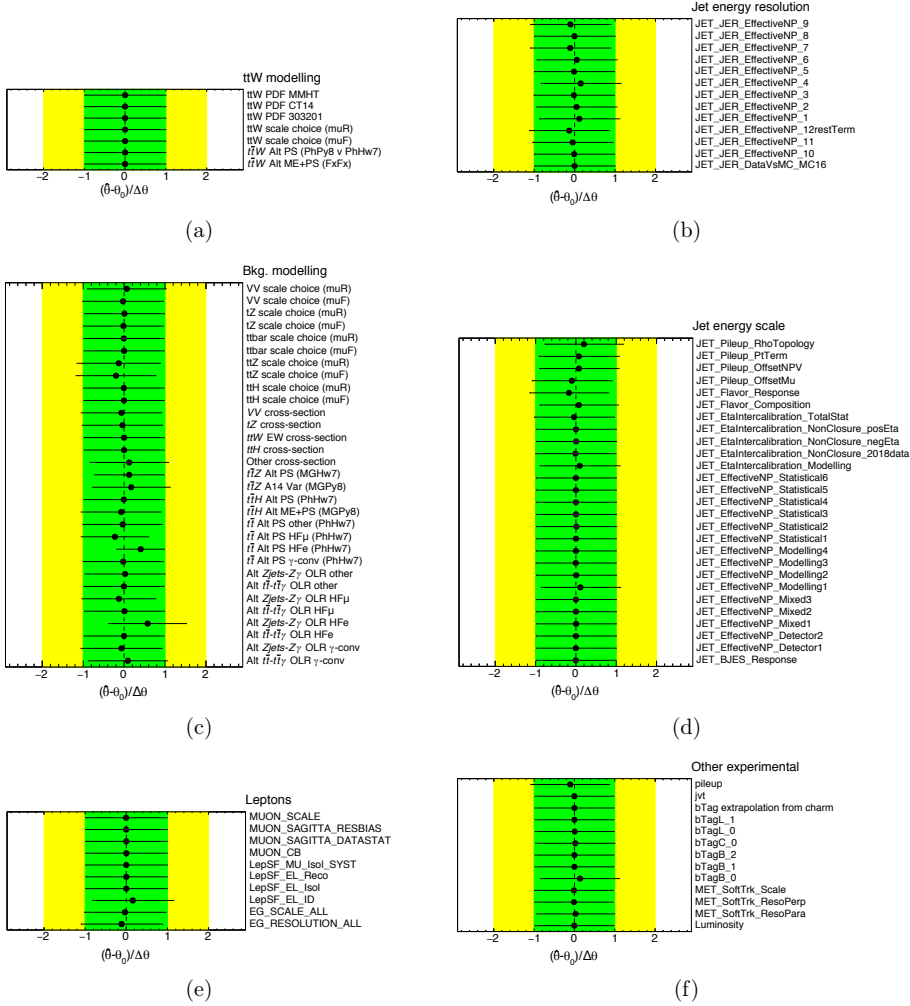 ttW modelling
ttW PDF MMHT
ttW PDF CT14
ttW PDF 303201
ttW scale choice (muR)
ttW scale choice (muF)
tt̄W Alt PS (PhPy8 v PhHw7)
tt̄W Alt ME+PS (FxFx)
−2 −1 0 1 2
(θ̂-θ₀)/Δθ
(a)
Jet energy resolution
JET_JER_EffectiveNP_9
JET_JER_EffectiveNP_8
JET_JER_EffectiveNP_7
JET_JER_EffectiveNP_6
JET_JER_EffectiveNP_5
JET_JER_EffectiveNP_4
JET_JER_EffectiveNP_3
JET_JER_EffectiveNP_2
JET_JER_EffectiveNP_1
JET_JER_EffectiveNP_12restTerm
JET_JER_EffectiveNP_11
JET_JER_EffectiveNP_10
JET_JER_DataVsMC_MC16
−2 −1 0 1 2
(θ̂-θ₀)/Δθ
(b)
Bkg. modelling
VV scale choice (muR)
VV scale choice (muF)
tZ scale choice (muR)
tZ scale choice (muF)
ttbar scale choice (muR)
ttbar scale choice (muF)
ttZ scale choice (muR)
ttZ scale choice (muF)
ttH scale choice (muR)
ttH scale choice (muF)
VV cross-section
tZ cross-section
ttW EW cross-section
ttH cross-section
Other cross-section
tt̄Z Alt PS (MGHw7)
tt̄Z A14 Var (MGPy8)
tt̄H Alt PS (PhHw7)
tt̄H Alt ME+PS (MGPy8)
tt̄ Alt PS other (PhHw7)
tt̄ Alt PS HFμ (PhHw7)
tt̄ Alt PS HFe (PhHw7)
tt̄ Alt PS γ-conv (PhHw7)
Alt Zjets-Zγ OLR other
Alt tt̄-tt̄γ OLR other
Alt Zjets-Zγ OLR HFμ
Alt tt̄-tt̄γ OLR HFμ
Alt Zjets-Zγ OLR HFe
Alt tt̄-tt̄γ OLR HFe
Alt Zjets-Zγ OLR γ-conv
Alt tt̄-tt̄γ OLR γ-conv
−2 −1 0 1 2
(θ̂-θ₀)/Δθ
(c)
Jet energy scale
JET_Pileup_RhoTopology
JET_Pileup_PtTerm
JET_Pileup_OffsetNPV
JET_Pileup_OffsetMu
JET_Flavor_Response
JET_Flavor_Composition
JET_EtaIntercalibration_TotalStat
JET_EtaIntercalibration_NonClosure_posEta
JET_EtaIntercalibration_NonClosure_negEta
JET_EtaIntercalibration_NonClosure_2018data
JET_EtaIntercalibration_Modelling
JET_EffectiveNP_Statistical6
JET_EffectiveNP_Statistical5
JET_EffectiveNP_Statistical4
JET_EffectiveNP_Statistical3
JET_EffectiveNP_Statistical2
JET_EffectiveNP_Statistical1
JET_EffectiveNP_Modelling4
JET_EffectiveNP_Modelling3
JET_EffectiveNP_Modelling2
JET_EffectiveNP_Modelling1
JET_EffectiveNP_Mixed3
JET_EffectiveNP_Mixed2
JET_EffectiveNP_Mixed1
JET_EffectiveNP_Detector2
JET_EffectiveNP_Detector1
JET_BJES_Response
−2 −1 0 1 2
(θ̂-θ₀)/Δθ
(d)
Leptons
MUON_SCALE
MUON_SAGITTA_RESBIAS
MUON_SAGITTA_DATASTAT
MUON_CB
LepSF_MU_Isol_SYST
LepSF_EL_Reco
LepSF_EL_Isol
LepSF_EL_ID
EG_SCALE_ALL
EG_RESOLUTION_ALL
−2 −1 0 1 2
(θ̂-θ₀)/Δθ
(e)
Other experimental
pileup
jvt
bTag extrapolation from charm
bTagL_1
bTagL_0
bTagC_0
bTagB_2
bTagB_1
bTagB_0
MET_SoftTrk_Scale
MET_SoftTrk_ResoPerp
MET_SoftTrk_ResoPara
Luminosity
−2 −1 0 1 2
(θ̂-θ₀)/Δθ
(f)